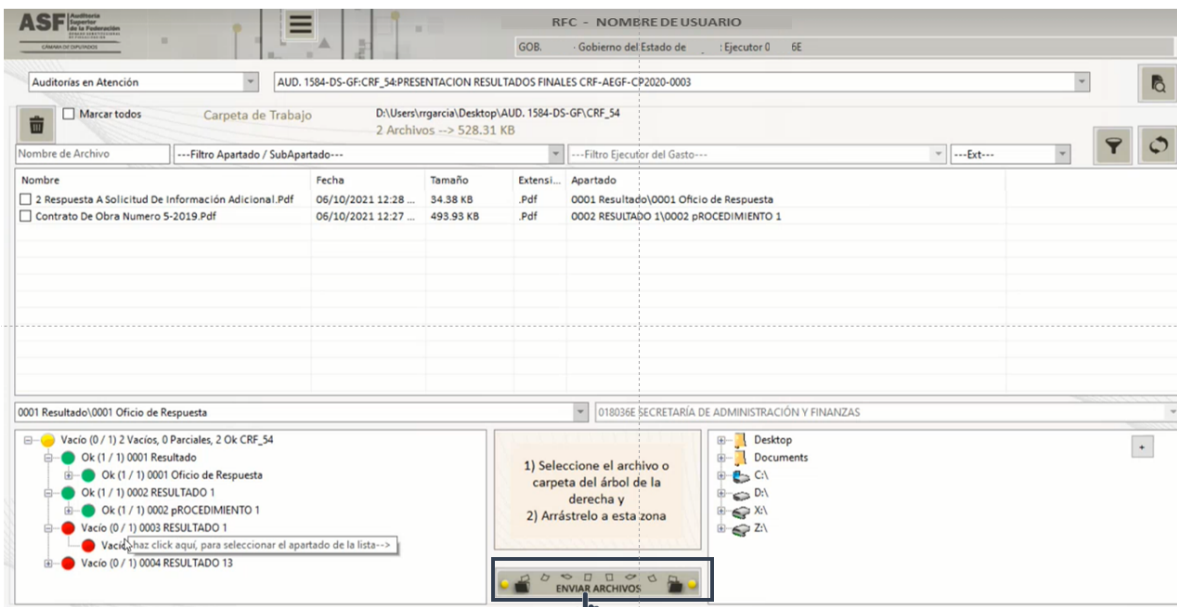 ASF Auditoría
Superior
de la Federación
CÁMARA DE DIPUTADOS
RFC - NOMBRE DE USUARIO
GOB. · Gobierno del Estado de : Ejecutor 0 6E
Auditorías en Atención
AUD. 1584-DS-GF:CRF_54:PRESENTACION RESULTADOS FINALES CRF-AEGF-CP2020-0003
Marcar todos
Carpeta de Trabajo
D:\Users\rrgarcia\Desktop\AUD. 1584-DS-GF\CRF_54
2 Archivos --> 528.31 KB
Nombre de Archivo
---Filtro Apartado / SubApartado---
---Filtro Ejecutor del Gasto---
---Ext---
Nombre Fecha Tamaño Extensi... Apartado
2 Respuesta A Solicitud De Información Adicional.Pdf 06/10/2021 12:28 ... 34.38 KB .Pdf 0001 Resultado\0001 Oficio de Respuesta
Contrato De Obra Numero 5-2019.Pdf 06/10/2021 12:27 ... 493.93 KB .Pdf 0002 RESULTADO 1\0002 pROCEDIMIENTO 1
0001 Resultado\0001 Oficio de Respuesta
018036E SECRETARÍA DE ADMINISTRACIÓN Y FINANZAS
Vacío (0 / 1) 2 Vacíos, 0 Parciales, 2 Ok CRF_54
Ok (1 / 1) 0001 Resultado
Ok (1 / 1) 0001 Oficio de Respuesta
Ok (1 / 1) 0002 RESULTADO 1
Ok (1 / 1) 0002 pROCEDIMIENTO 1
Vacío (0 / 1) 0003 RESULTADO 1
Vacío
haz click aquí, para seleccionar el apartado de la lista-->
Vacío (0 / 1) 0004 RESULTADO 13
1) Seleccione el archivo o
carpeta del árbol de la
derecha y
2) Arrástrelo a esta zona
ENVIAR ARCHIVOS
Desktop
Documents
C:\
D:\
X:\
Z:\
+